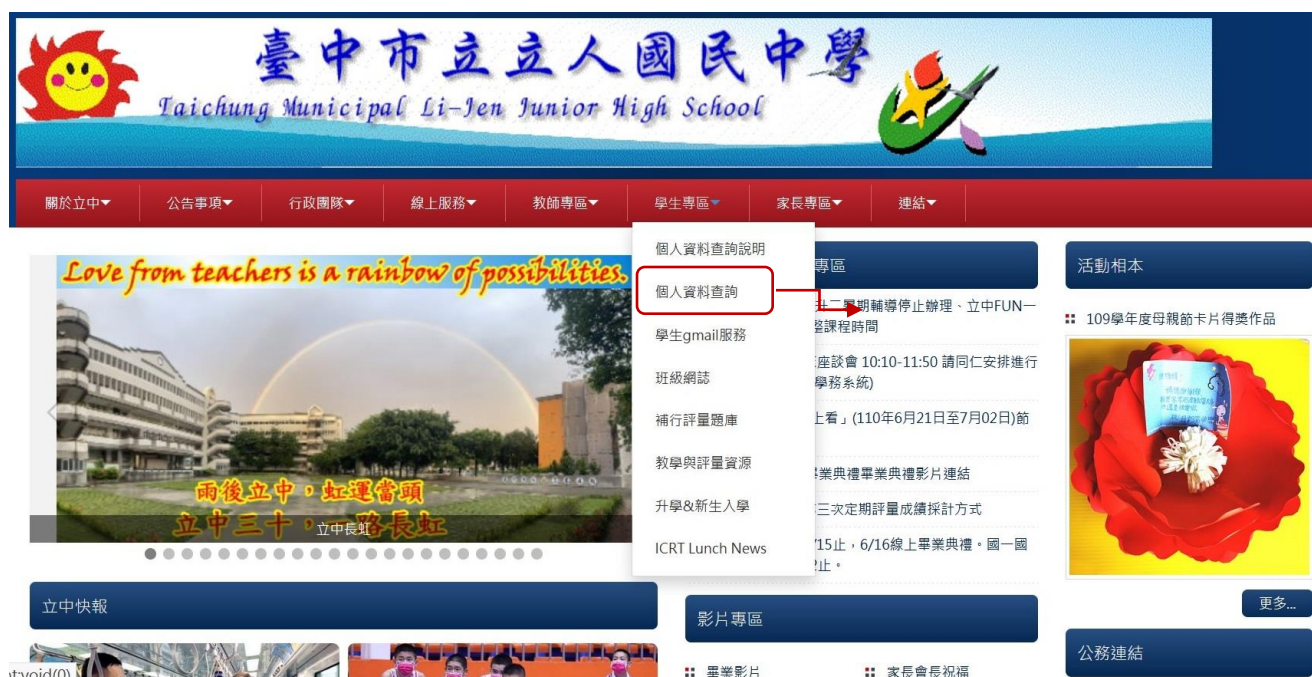 臺中市立立人國民中學
Taichung Municipal Li-Jen Junior High School
關於立中▼
公告事項▼
行政團隊▼
線上服務▼
教師專區▼
學生專區▼
家長專區▼
連結▼
Love from teachers is a rainbow of possibilities.
雨後立中，虹運當頭
立中三十，一路長虹
立中長虹
個人資料查詢說明
個人資料查詢
學生gmail服務
班級網誌
補行評量題庫
教學與評量資源
升學&新生入學
ICRT Lunch News
專區
升二暑期輔導停止辦理、立中FUN一
整課程時間
座談會 10:10-11:50 請同仁安排進行
學務系統)
上看」(110年6月21日至7月02日)節
業典禮畢業典禮影片連結
三次定期評量成績採計方式
/15止，6/16線上畢業典禮。國一國
止。
活動相本
109學年度母親節卡片得獎作品
更多...
立中快報
影片專區
畢業影片
家長會長祝福
公務連結
pt:void(0)